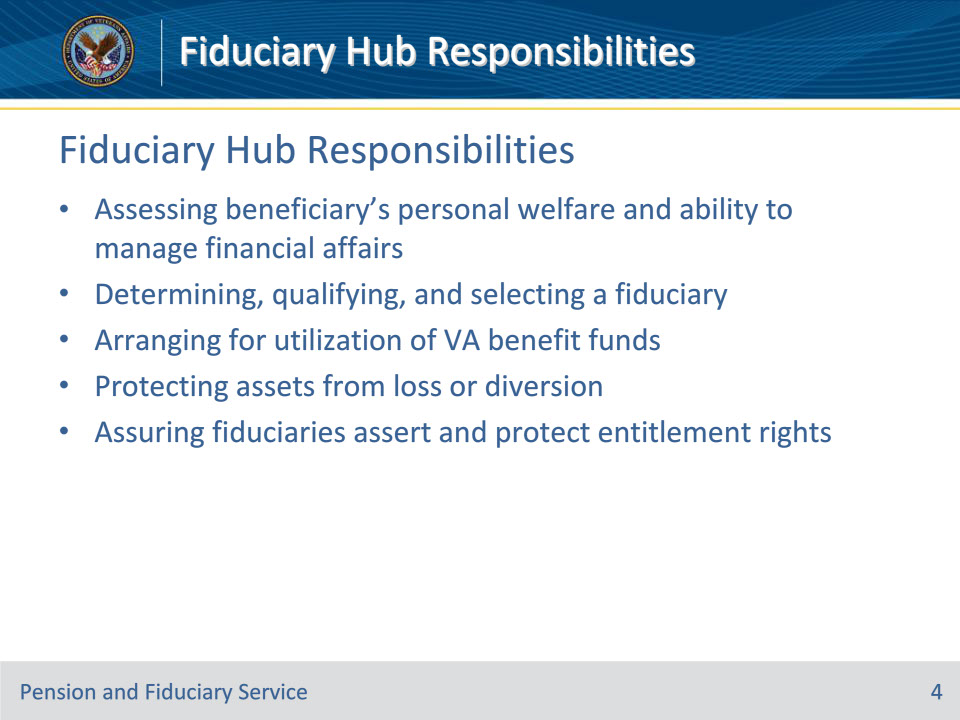 Fiduciary Hub Responsibilities
Fiduciary Hub Responsibilities
• Assessing beneficiary’s personal welfare and ability to
manage financial affairs
• Determining, qualifying, and selecting a fiduciary
• Arranging for utilization of VA benefit funds
• Protecting assets from loss or diversion
• Assuring fiduciaries assert and protect entitlement rights
Pension and Fiduciary Service
4